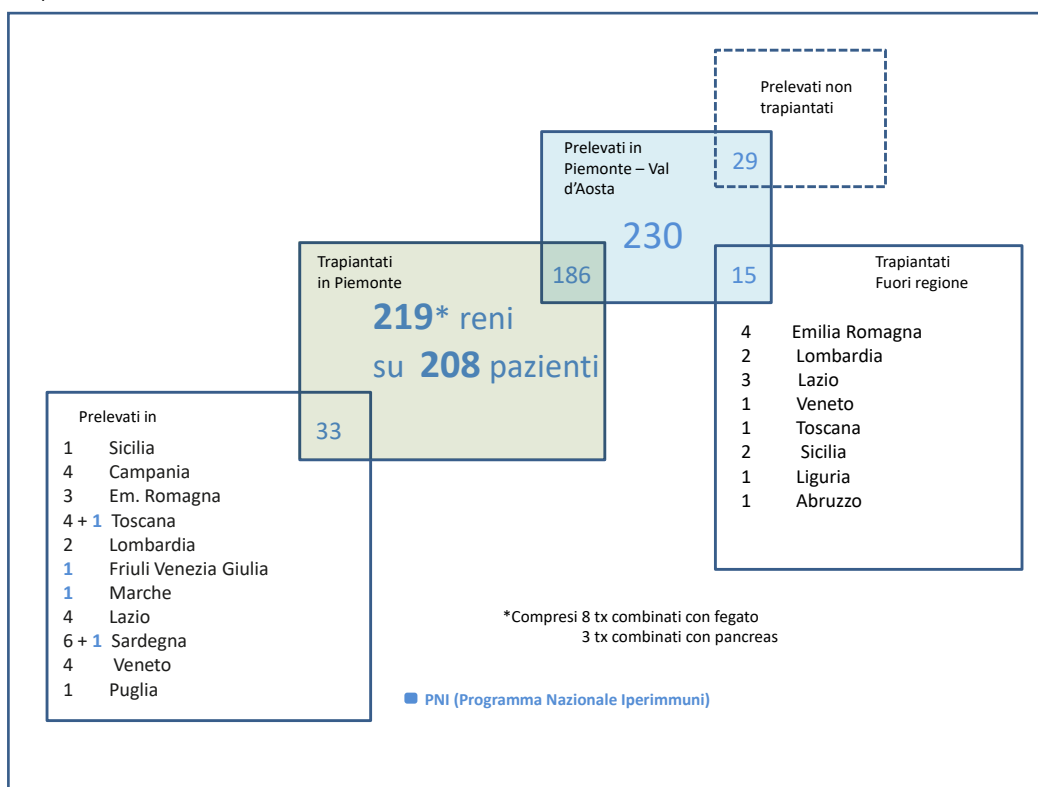 Prelevati non
trapiantati
29
Prelevati in
Piemonte – Val
d'Aosta
230
186
15
Trapiantati
Fuori regione
4 Emilia Romagna
2 Lombardia
3 Lazio
1 Veneto
1 Toscana
2 Sicilia
1 Liguria
1 Abruzzo
Trapiantati
in Piemonte
219* reni
su 208 pazienti
33
Prelevati in
1 Sicilia
4 Campania
3 Em. Romagna
4 + 1 Toscana
2 Lombardia
1 Friuli Venezia Giulia
1 Marche
4 Lazio
6 + 1 Sardegna
4 Veneto
1 Puglia
*Compresi 8 tx combinati con fegato
3 tx combinati con pancreas
PNI (Programma Nazionale Iperimmuni)